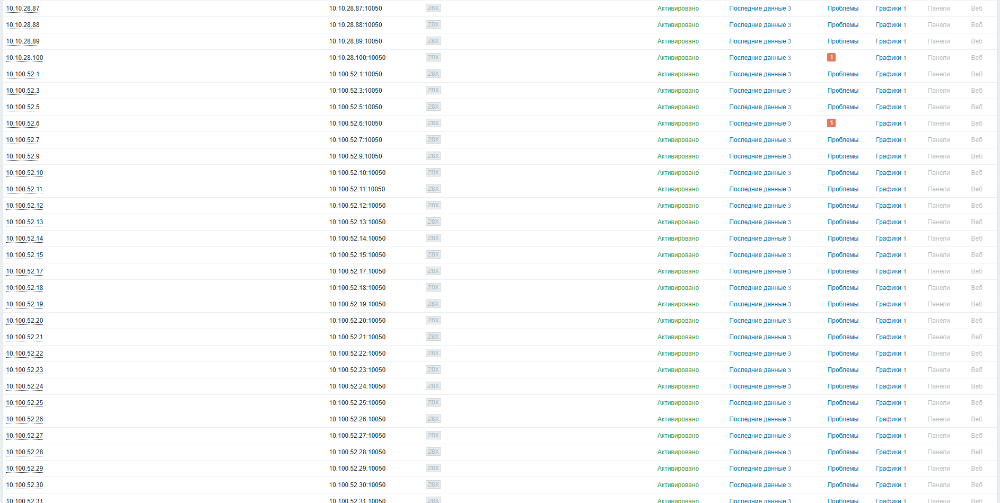 10.10.28.87 10.10.28.87:10050 ZBX Активировано Последние данные 3 Проблемы Графики 1 Панели Веб
10.10.28.88 10.10.28.88:10050 ZBX Активировано Последние данные 3 Проблемы Графики 1 Панели Веб
10.10.28.89 10.10.28.89:10050 ZBX Активировано Последние данные 3 Проблемы Графики 1 Панели Веб
10.10.28.100 10.10.28.100:10050 ZBX Активировано Последние данные 3 1 Графики 1 Панели Веб
10.100.52.1 10.100.52.1:10050 ZBX Активировано Последние данные 3 Проблемы Графики 1 Панели Веб
10.100.52.3 10.100.52.3:10050 ZBX Активировано Последние данные 3 Проблемы Графики 1 Панели Веб
10.100.52.5 10.100.52.5:10050 ZBX Активировано Последние данные 3 Проблемы Графики 1 Панели Веб
10.100.52.6 10.100.52.6:10050 ZBX Активировано Последние данные 3 1 Графики 1 Панели Веб
10.100.52.7 10.100.52.7:10050 ZBX Активировано Последние данные 3 Проблемы Графики 1 Панели Веб
10.100.52.9 10.100.52.9:10050 ZBX Активировано Последние данные 3 Проблемы Графики 1 Панели Веб
10.100.52.10 10.100.52.10:10050 ZBX Активировано Последние данные 3 Проблемы Графики 1 Панели Веб
10.100.52.11 10.100.52.11:10050 ZBX Активировано Последние данные 3 Проблемы Графики 1 Панели Веб
10.100.52.12 10.100.52.12:10050 ZBX Активировано Последние данные 3 Проблемы Графики 1 Панели Веб
10.100.52.13 10.100.52.13:10050 ZBX Активировано Последние данные 3 Проблемы Графики 1 Панели Веб
10.100.52.14 10.100.52.14:10050 ZBX Активировано Последние данные 3 Проблемы Графики 1 Панели Веб
10.100.52.15 10.100.52.15:10050 ZBX Активировано Последние данные 3 Проблемы Графики 1 Панели Веб
10.100.52.17 10.100.52.17:10050 ZBX Активировано Последние данные 3 Проблемы Графики 1 Панели Веб
10.100.52.18 10.100.52.18:10050 ZBX Активировано Последние данные 3 Проблемы Графики 1 Панели Веб
10.100.52.19 10.100.52.19:10050 ZBX Активировано Последние данные 3 Проблемы Графики 1 Панели Веб
10.100.52.20 10.100.52.20:10050 ZBX Активировано Последние данные 3 Проблемы Графики 1 Панели Веб
10.100.52.21 10.100.52.21:10050 ZBX Активировано Последние данные 3 Проблемы Графики 1 Панели Веб
10.100.52.22 10.100.52.22:10050 ZBX Активировано Последние данные 3 Проблемы Графики 1 Панели Веб
10.100.52.23 10.100.52.23:10050 ZBX Активировано Последние данные 3 Проблемы Графики 1 Панели Веб
10.100.52.24 10.100.52.24:10050 ZBX Активировано Последние данные 3 Проблемы Графики 1 Панели Веб
10.100.52.25 10.100.52.25:10050 ZBX Активировано Последние данные 3 Проблемы Графики 1 Панели Веб
10.100.52.26 10.100.52.26:10050 ZBX Активировано Последние данные 3 Проблемы Графики 1 Панели Веб
10.100.52.27 10.100.52.27:10050 ZBX Активировано Последние данные 3 Проблемы Графики 1 Панели Веб
10.100.52.28 10.100.52.28:10050 ZBX Активировано Последние данные 3 Проблемы Графики 1 Панели Веб
10.100.52.29 10.100.52.29:10050 ZBX Активировано Последние данные 3 Проблемы Графики 1 Панели Веб
10.100.52.30 10.100.52.30:10050 ZBX Активировано Последние данные 3 Проблемы Графики 1 Панели Веб
10.100.52.31 10.100.52.31:10050 ZBX Активировано Последние данные 3 Проблемы Графики 1 Панели Веб